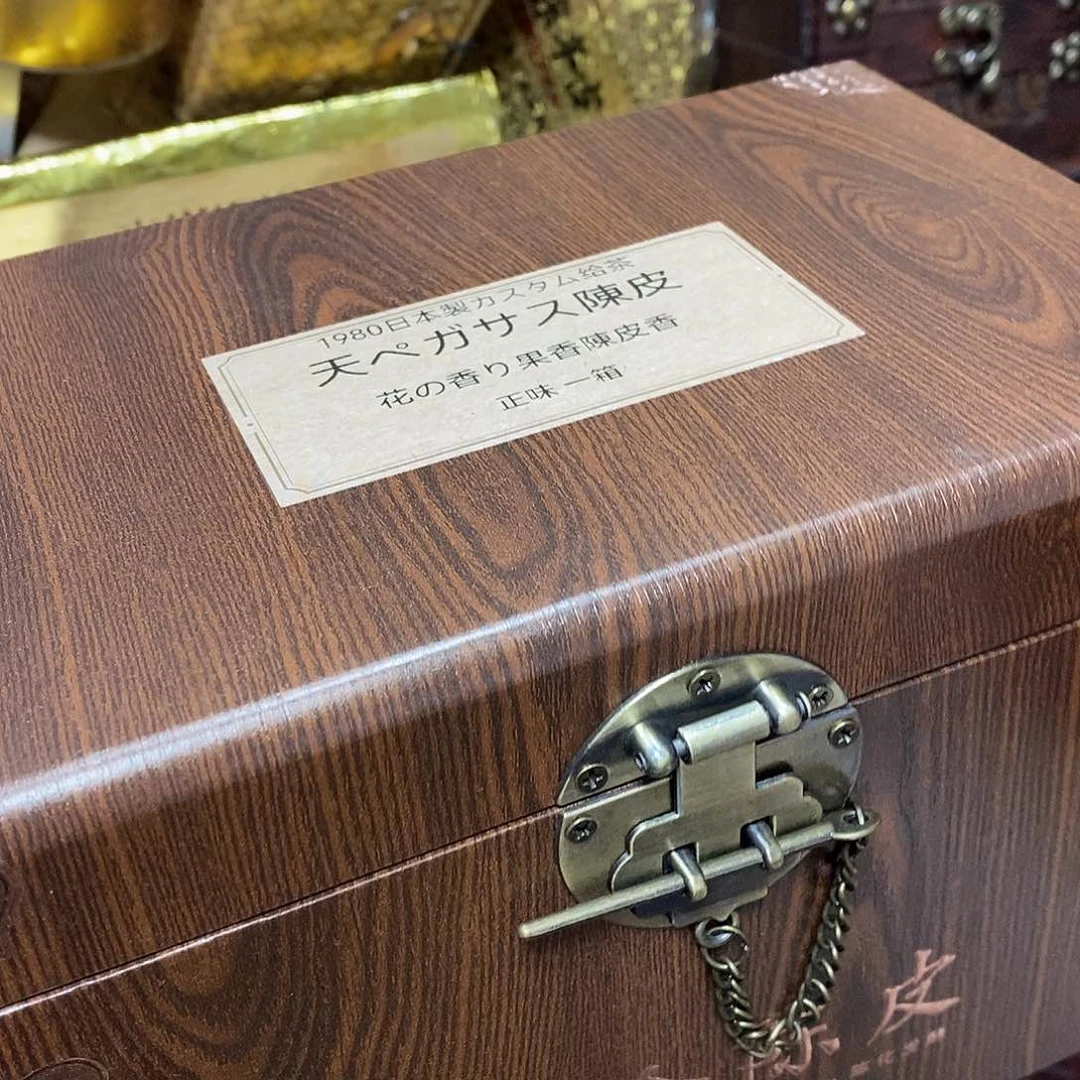 1980日本製カスタム給茶
天ペガサス陳皮
花の香り果香陳皮香
正味一箱
皮